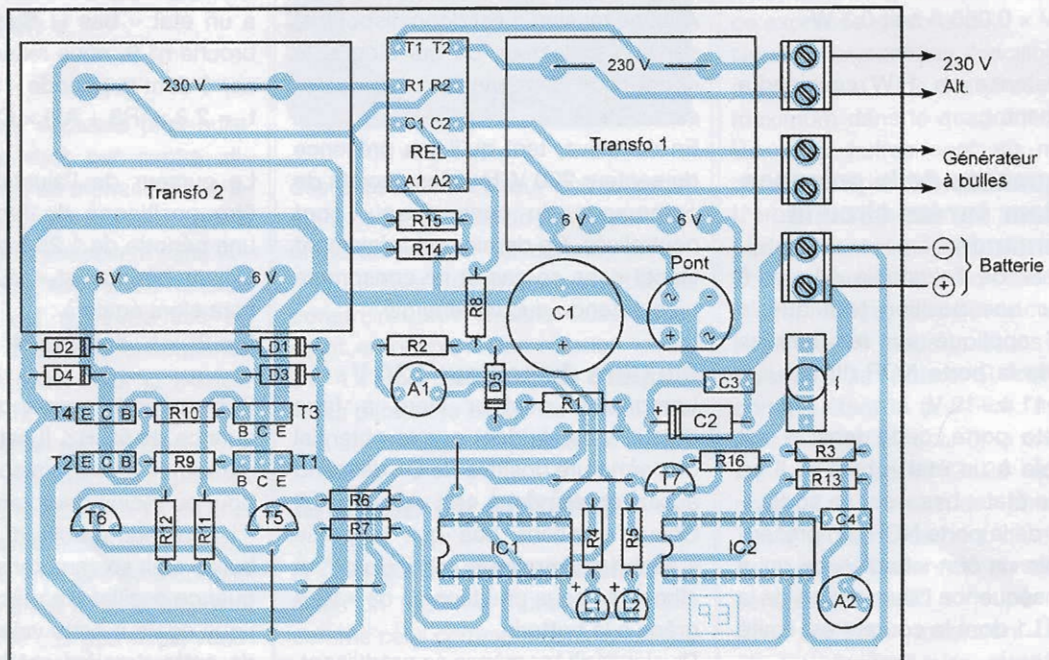 T1 T2
230 V
R1 R2
230 V
230 V
Alt.
C1 C2
REL
Transfo 2
Transfo 1
Générateur
à bulles
A1 A2
R15
R14
6 V
6 V
6 V
6 V
Pont
−
+
Batterie
R8
C1
+
~
-
+
~
D2
D1
R2
D4
D3
A1
D5
R1
C3
+
C2
T4
E C B
R10
B C E
T3
T2
E C B
R9
B C E
T1
R16
R3
R13
T7
T6
R12
R11
T5
R6
R7
IC1
R4
R5
IC2
C4
+
L1
+
L2
A2